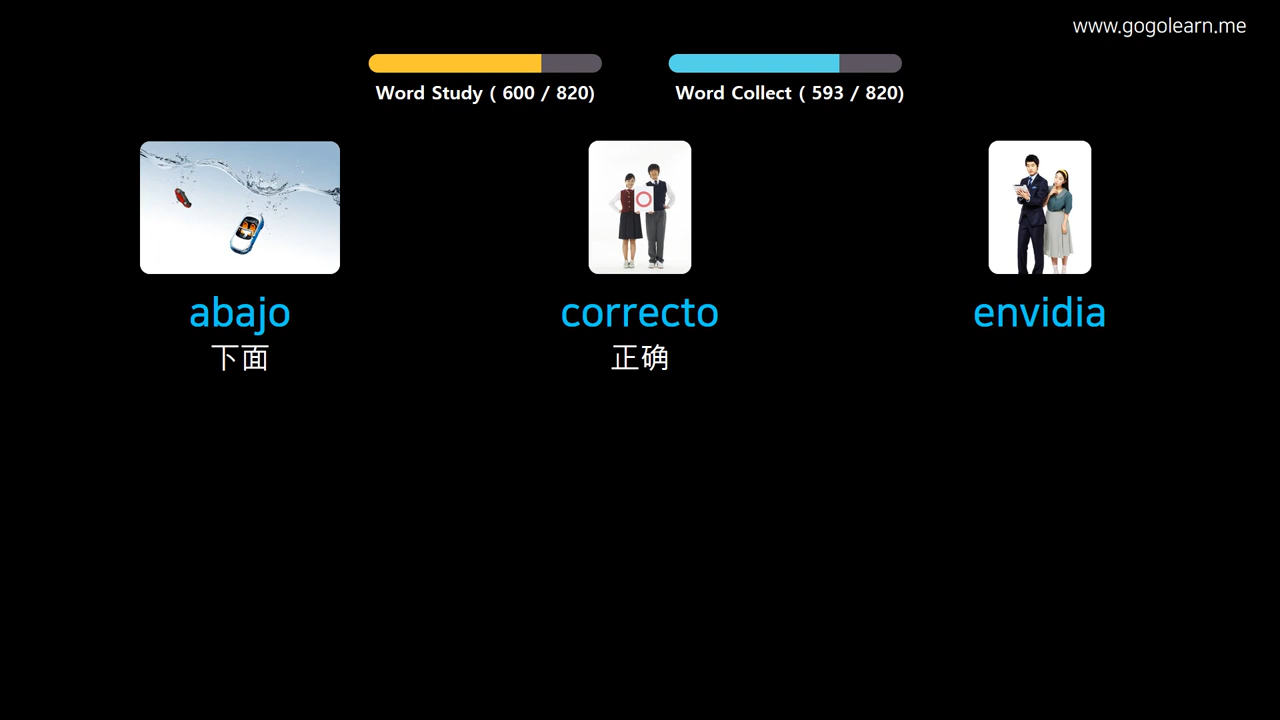 www.gogolearn.me
Word Study ( 600 / 820)
Word Collect ( 593 / 820)
abajo
下面
correcto
正确
envidia